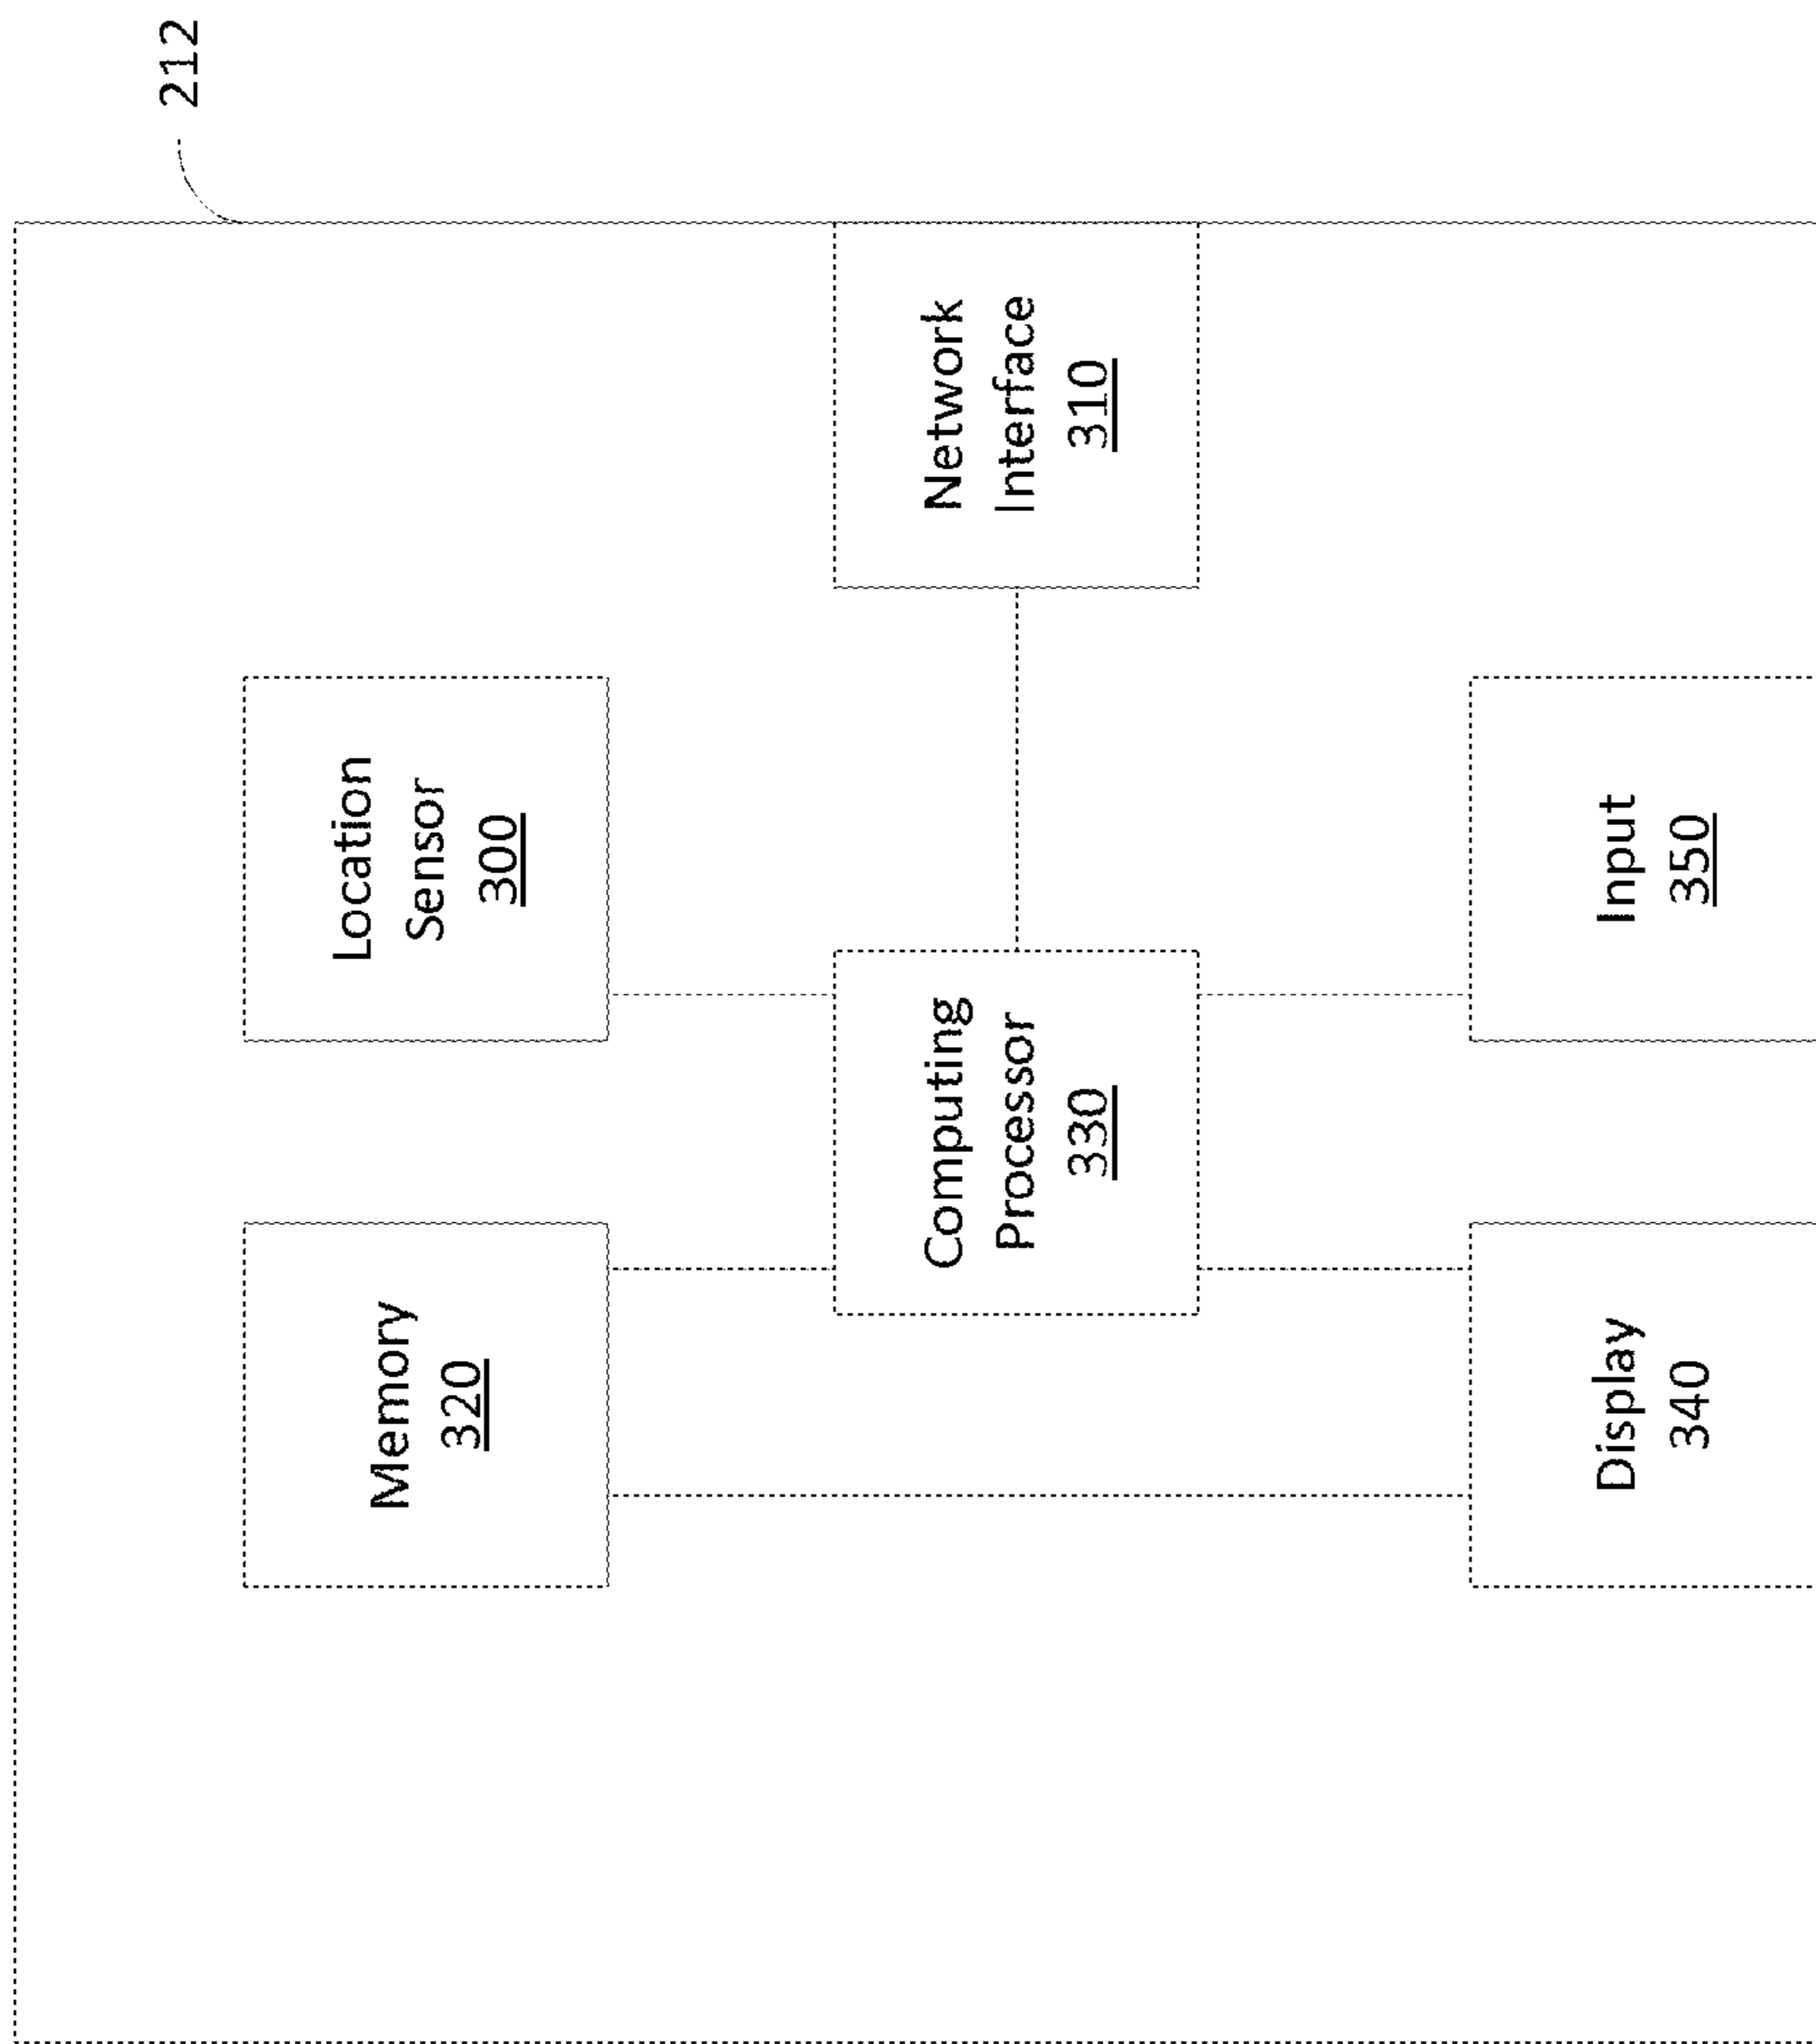 212
Memory
320
Location
Sensor
300
Computing
Processor
330
Network
Interface
310
Display
340
Input
350